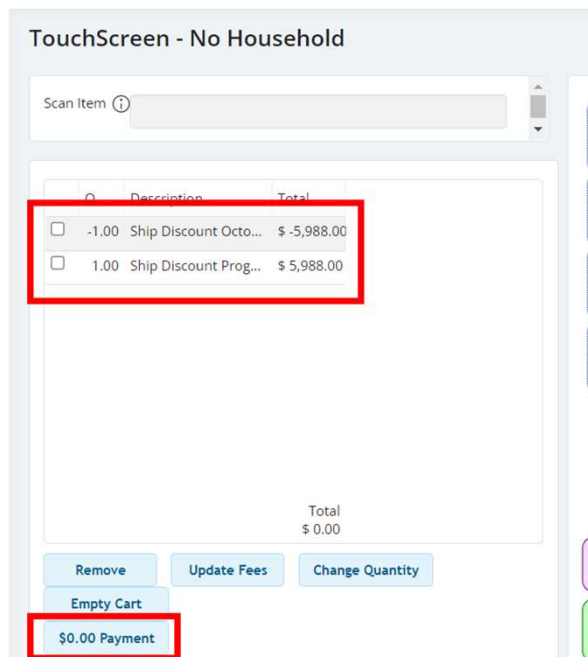 TouchScreen - No Household
Scan Item
Description Total
-1.00 Ship Discount Octo... $ -5,988.00
1.00 Ship Discount Prog... $ 5,988.00
Total
$ 0.00
Remove Update Fees Change Quantity
Empty Cart
$0.00 Payment